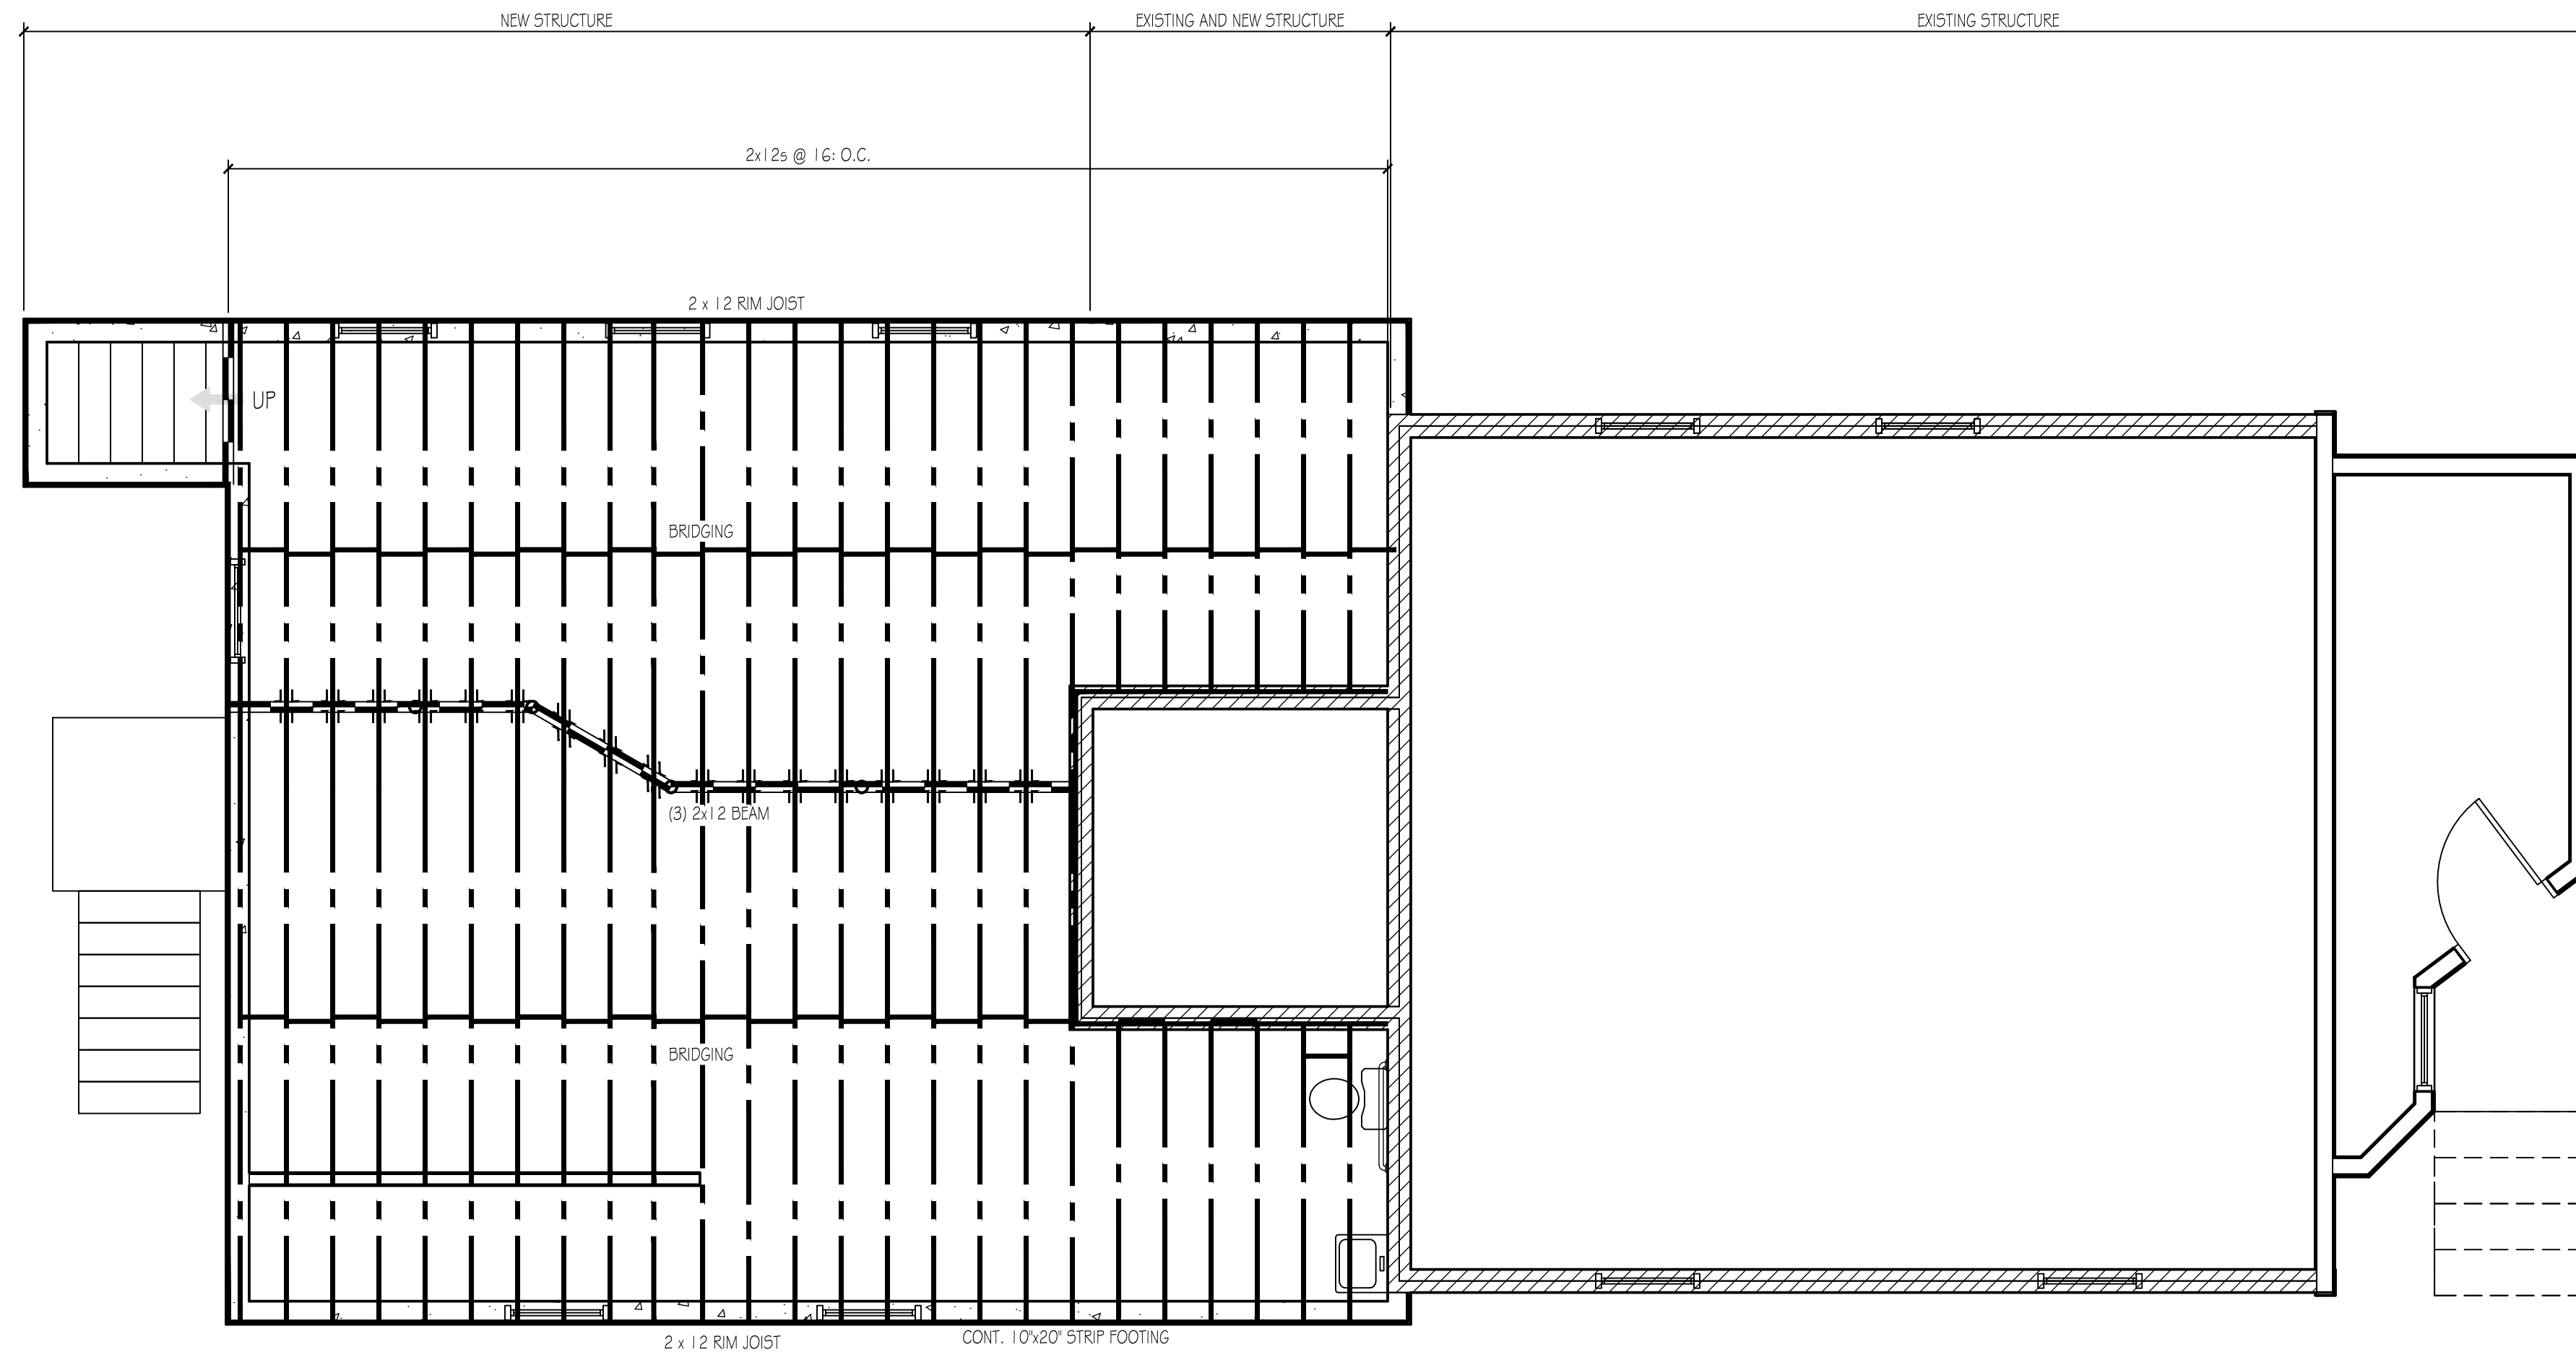 NEW STRUCTURE
EXISTING AND NEW STRUCTURE
EXISTING STRUCTURE
2x12s @ 16: O.C.
2 x 12 RIM JOIST
UP
BRIDGING
(3) 2x12 BEAM
BRIDGING
2 x 12 RIM JOIST
CONT. 10"x20" STRIP FOOTING